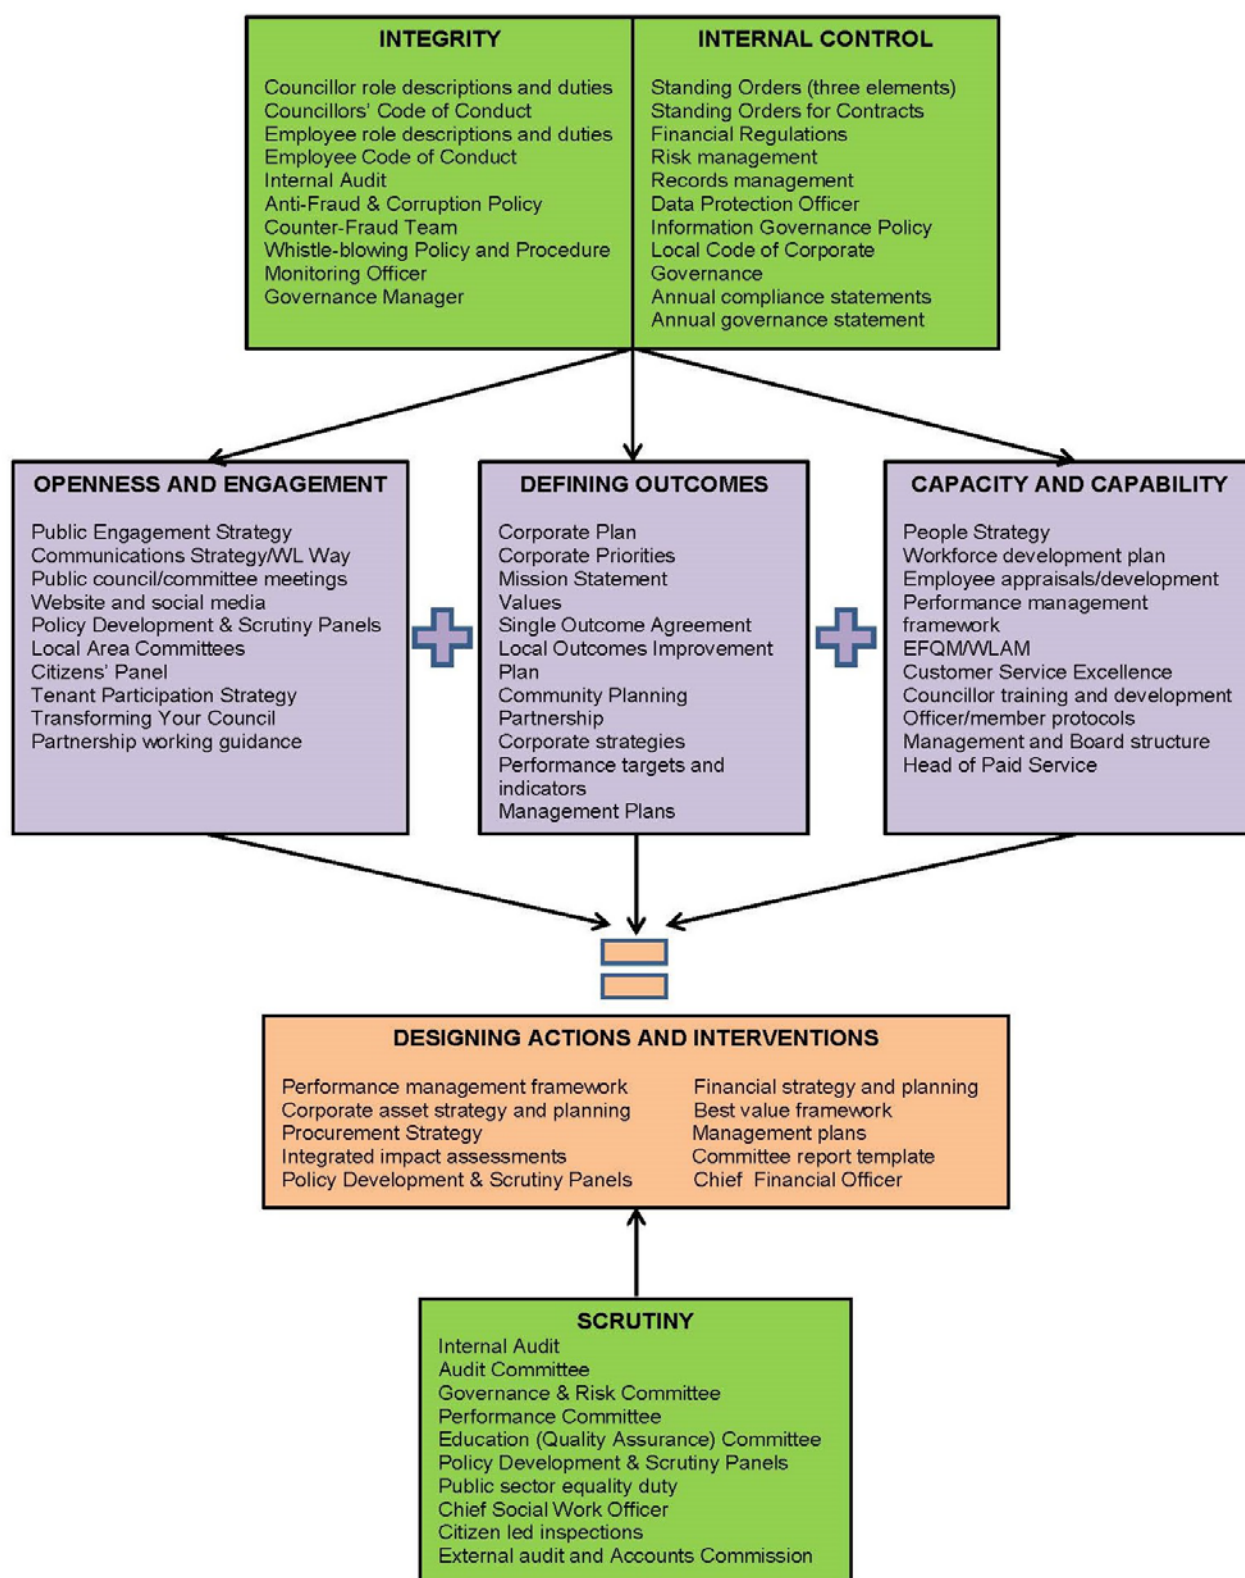 INTEGRITY
Councillor role descriptions and duties
Councillors' Code of Conduct
Employee role descriptions and duties
Employee Code of Conduct
Internal Audit
Anti-Fraud & Corruption Policy
Counter-Fraud Team
Whistle-blowing Policy and Procedure
Monitoring Officer
Governance Manager
INTERNAL CONTROL
Standing Orders (three elements)
Standing Orders for Contracts
Financial Regulations
Risk management
Records management
Data Protection Officer
Information Governance Policy
Local Code of Corporate
Governance
Annual compliance statements
Annual governance statement
OPENNESS AND ENGAGEMENT
Public Engagement Strategy
Communications Strategy/WL Way
Public council/committee meetings
Website and social media
Policy Development & Scrutiny Panels
Local Area Committees
Citizens' Panel
Tenant Participation Strategy
Transforming Your Council
Partnership working guidance
DEFINING OUTCOMES
Corporate Plan
Corporate Priorities
Mission Statement
Values
Single Outcome Agreement
Local Outcomes Improvement
Plan
Community Planning
Partnership
Corporate strategies
Performance targets and
indicators
Management Plans
CAPACITY AND CAPABILITY
People Strategy
Workforce development plan
Employee appraisals/development
Performance management
framework
EFQM/WLAM
Customer Service Excellence
Councillor training and development
Officer/member protocols
Management and Board structure
Head of Paid Service
DESIGNING ACTIONS AND INTERVENTIONS
Performance management framework
Corporate asset strategy and planning
Procurement Strategy
Integrated impact assessments
Policy Development & Scrutiny Panels
Financial strategy and planning
Best value framework
Management plans
Committee report template
Chief Financial Officer
SCRUTINY
Internal Audit
Audit Committee
Governance & Risk Committee
Performance Committee
Education (Quality Assurance) Committee
Policy Development & Scrutiny Panels
Public sector equality duty
Chief Social Work Officer
Citizen led inspections
External audit and Accounts Commission